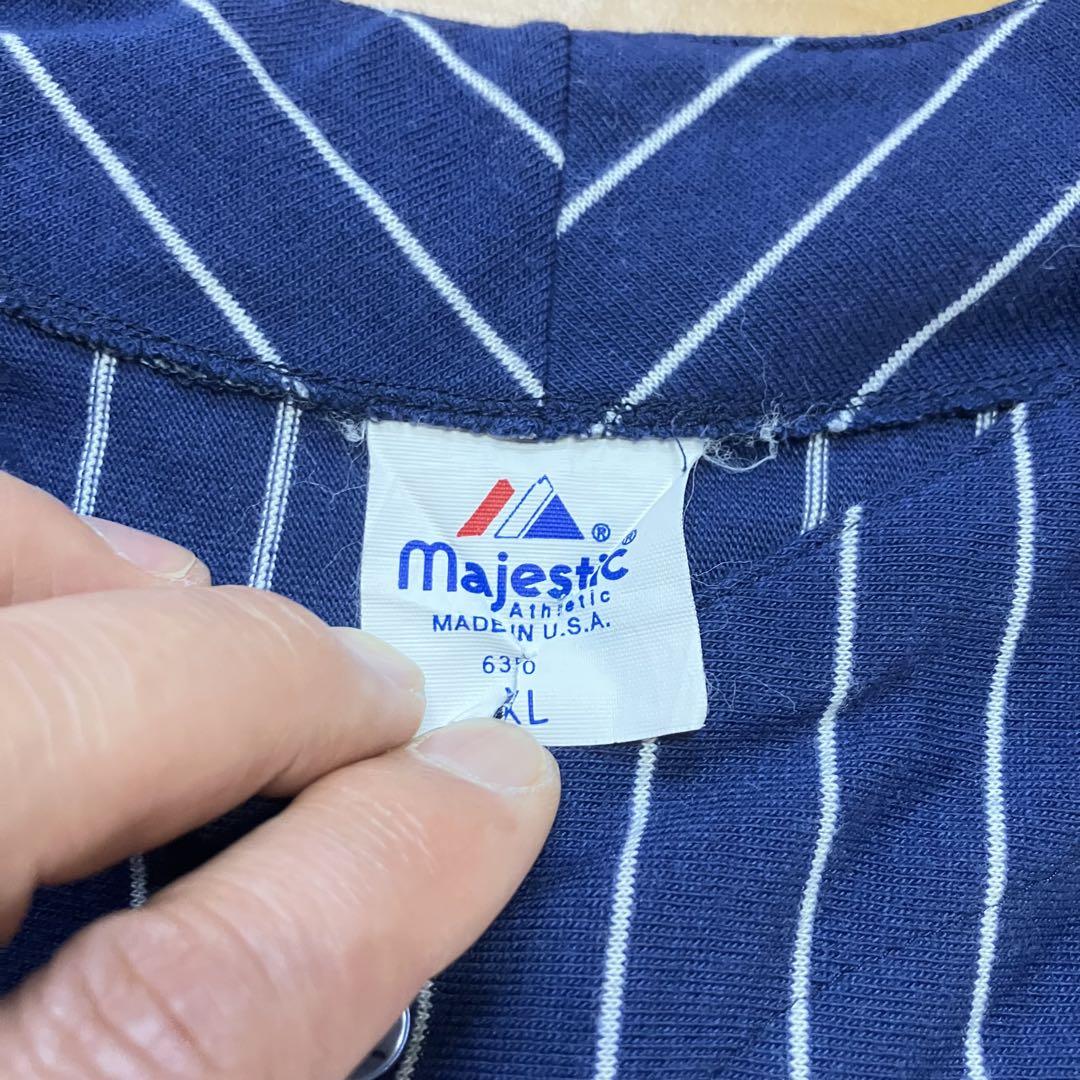 ®
Majestic®
Athletic
MADE IN U.S.A.
XL